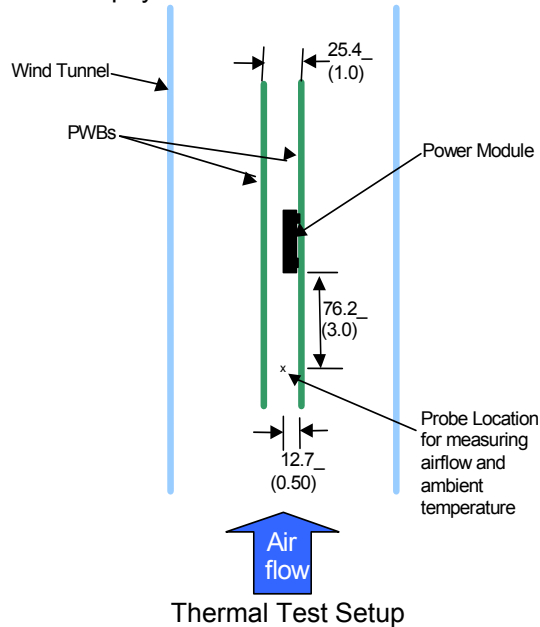 25.4_
(1.0)
Wind Tunnel
PWBs
Power Module
76.2_
(3.0)
x
Probe Location
for measuring
airflow and
ambient
temperature
12.7_
(0.50)
Air
flow
Thermal Test Setup